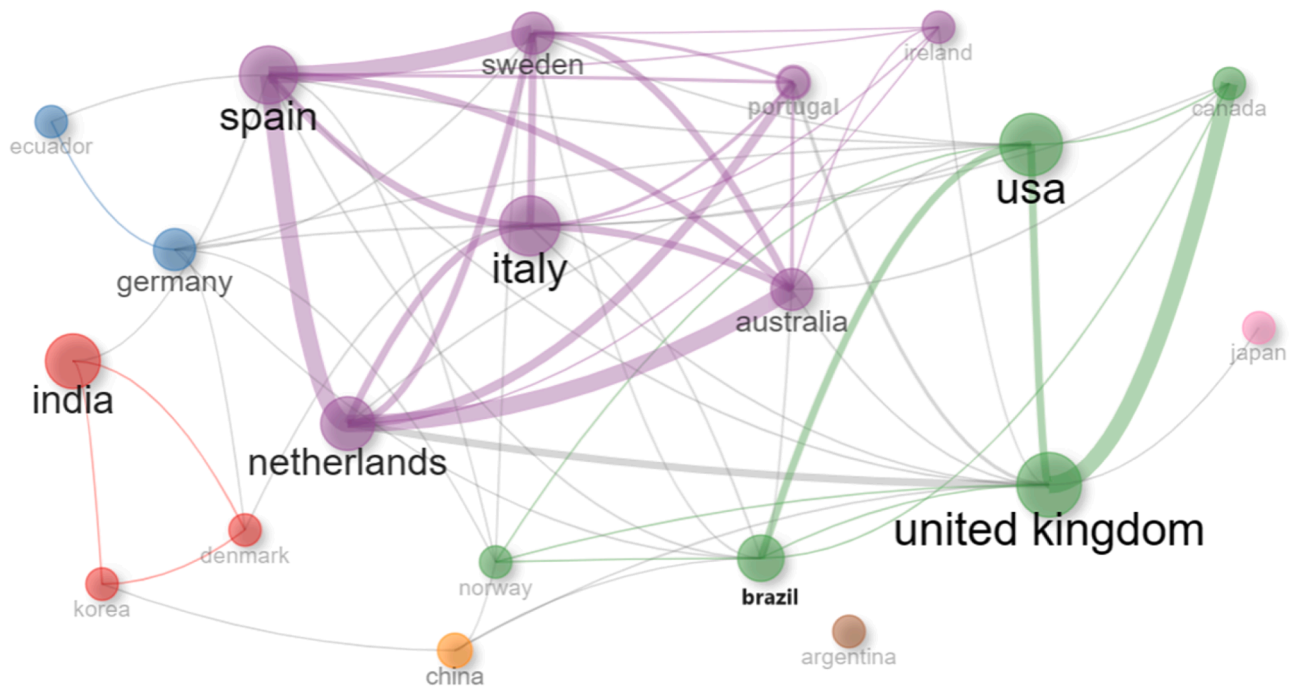 ireland
sweden
canada
portugal
spain
ecuador
usa
italy
germany
australia
japan
india
netherlands
united kingdom
denmark
norway
brazil
korea
argentina
china